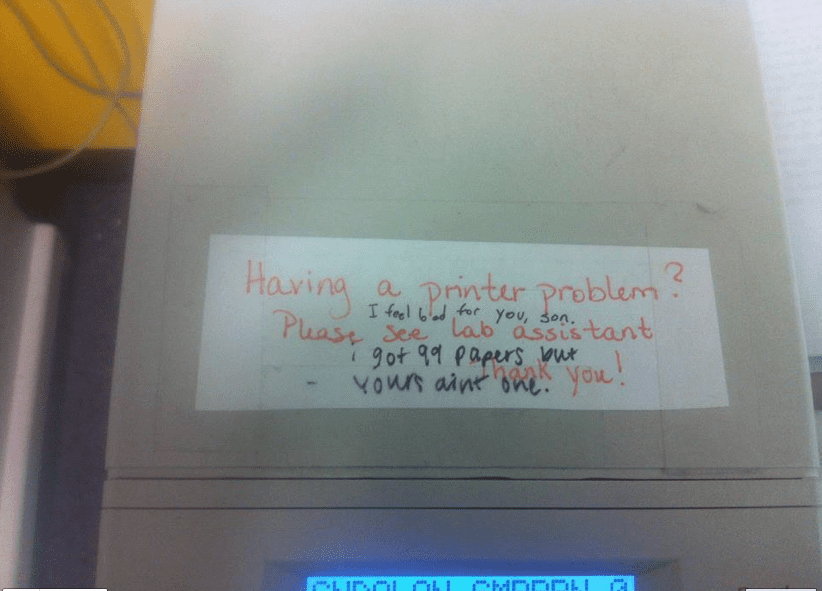 Having a printer problem?
I feel bad for you, son.
Please see lab assistant
i got 99 papers but
Thank you!
yours aint one.